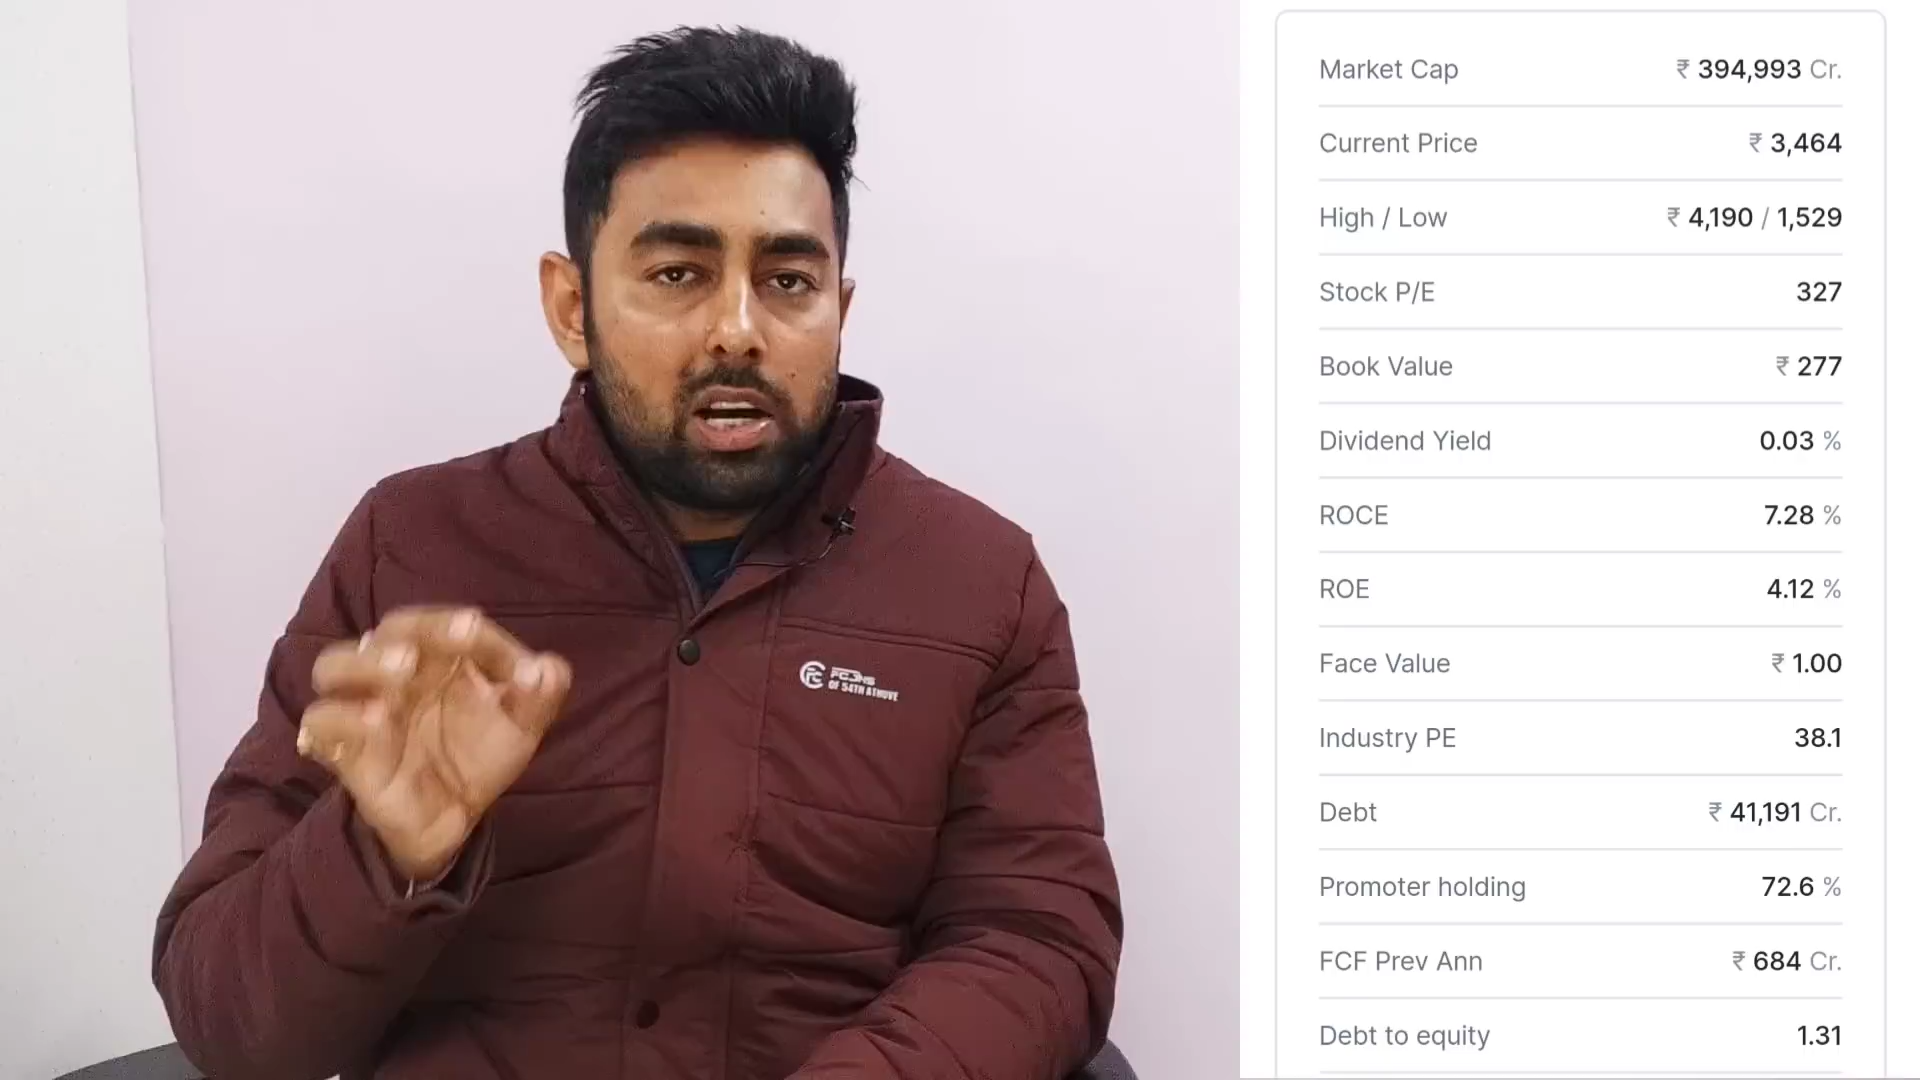 Market Cap ₹ 394,993 Cr.
Current Price ₹ 3,464
High / Low ₹ 4,190 / 1,529
Stock P/E 327
Book Value ₹ 277
Dividend Yield 0.03 %
ROCE 7.28 %
ROE 4.12 %
Face Value ₹ 1.00
Industry PE 38.1
Debt ₹ 41,191 Cr.
Promoter holding 72.6 %
FCF Prev Ann ₹ 684 Cr.
Debt to equity 1.31